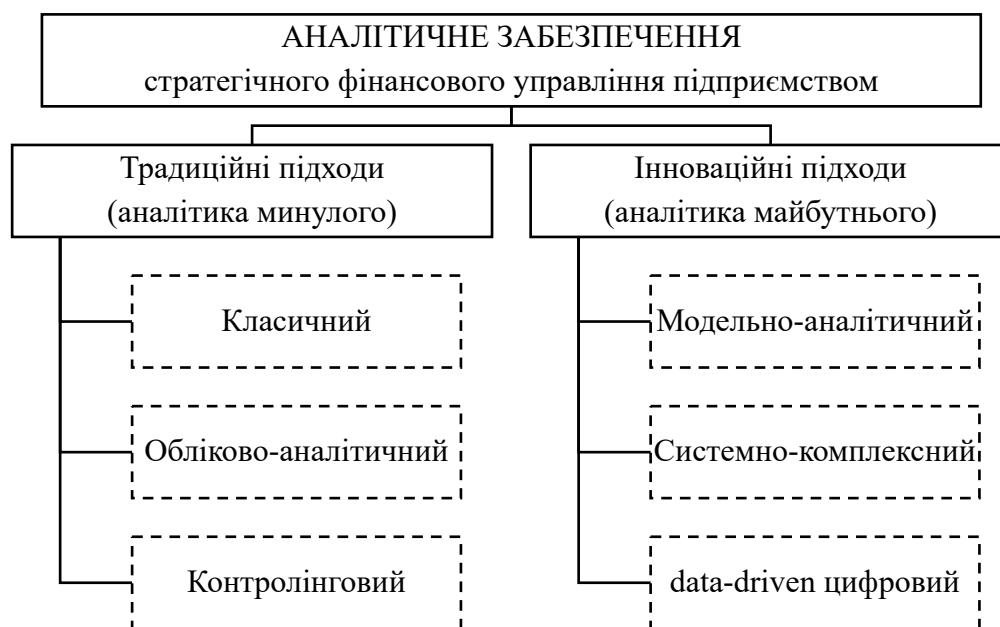 АНАЛІТИЧНЕ ЗАБЕЗПЕЧЕННЯ
стратегічного фінансового управління підприємством
Традиційні підходи
(аналітика минулого)
Інноваційні підходи
(аналітика майбутнього)
Класичний
Модельно-аналітичний
Обліково-аналітичний
Системно-комплексний
Контролінговий
data-driven цифровий